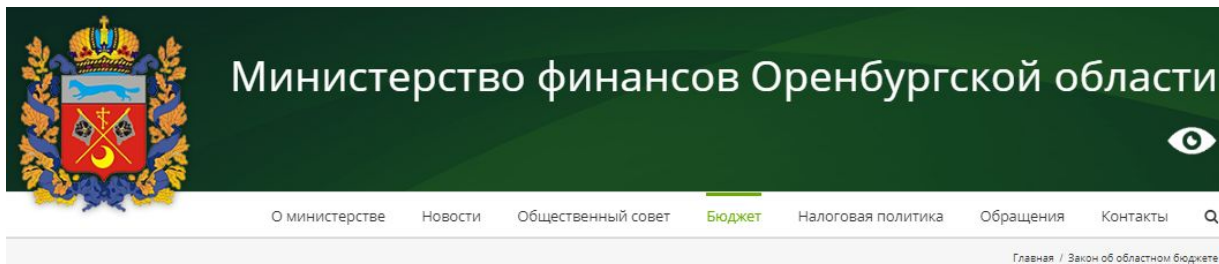 Министерство финансов Оренбургской области
О министерстве Новости Общественный совет Бюджет Налоговая политика Обращения Контакты
Главная / Закон об областном бюджете